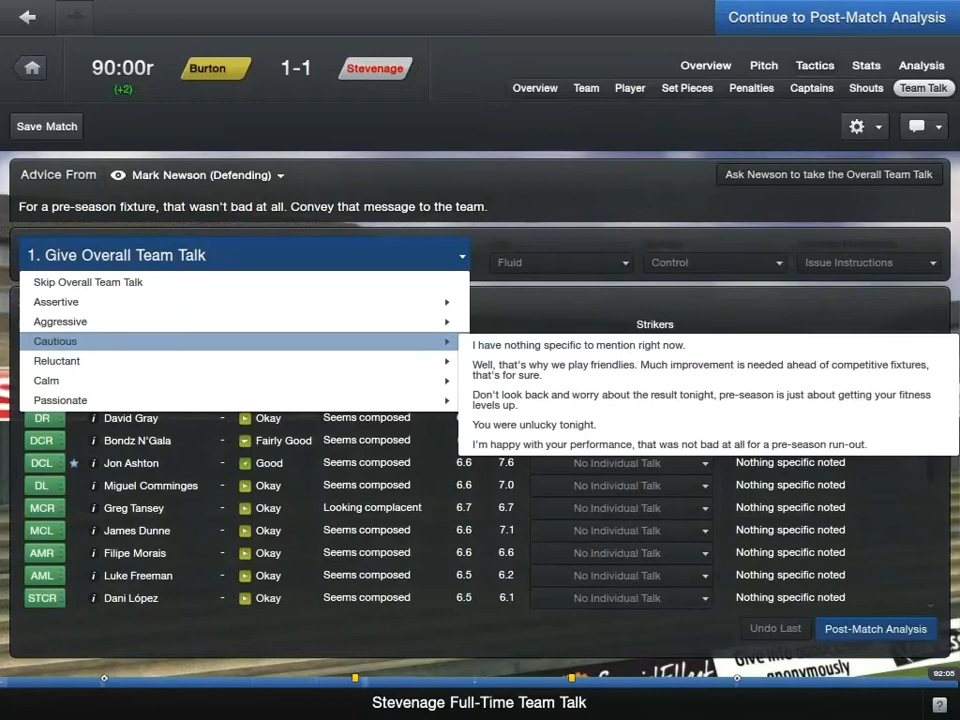 Continue to Post-Match Analysis
90:00r
(+2)
Burton
1-1
Stevenage
Overview Pitch Tactics Stats Analysis
Overview Team Player Set Pieces Penalties Captains Shouts Team Talk
Save Match
Advice From Mark Newson (Defending)
Ask Newson to take the Overall Team Talk
For a pre-season fixture, that wasn't bad at all. Convey that message to the team.
1. Give Overall Team Talk
Fluid Control Issue Instructions
Skip Overall Team Talk
Assertive
Aggressive
Cautious
Reluctant
Calm
Passionate
Strikers
I have nothing specific to mention right now.
Well, that's why we play friendlies. Much improvement is needed ahead of competitive fixtures,
that's for sure.
Don't look back and worry about the result tonight, pre-season is just about getting your fitness
levels up.
You were unlucky tonight.
I'm happy with your performance, that was not bad at all for a pre-season run-out.
DR i David Gray - Okay Seems composed
DCR i Bondz N'Gala - Fairly Good Seems composed
DCL i Jon Ashton - Good Seems composed 6.6 7.6 No Individual Talk Nothing specific noted
DL i Miguel Comminges - Okay Seems composed 6.6 7.0 No Individual Talk Nothing specific noted
MCR i Greg Tansey - Okay Looking complacent 6.7 6.7 No Individual Talk Nothing specific noted
MCL i James Dunne - Okay Seems composed 6.6 7.1 No Individual Talk Nothing specific noted
AMR i Filipe Morais - Okay Seems composed 6.6 6.6 No Individual Talk Nothing specific noted
AML i Luke Freeman - Okay Seems composed 6.5 6.2 No Individual Talk Nothing specific noted
STCR i Dani López - Okay Seems composed 6.5 6.1 No Individual Talk Nothing specific noted
Undo Last Post-Match Analysis
anonymously
92:05
Stevenage Full-Time Team Talk
?